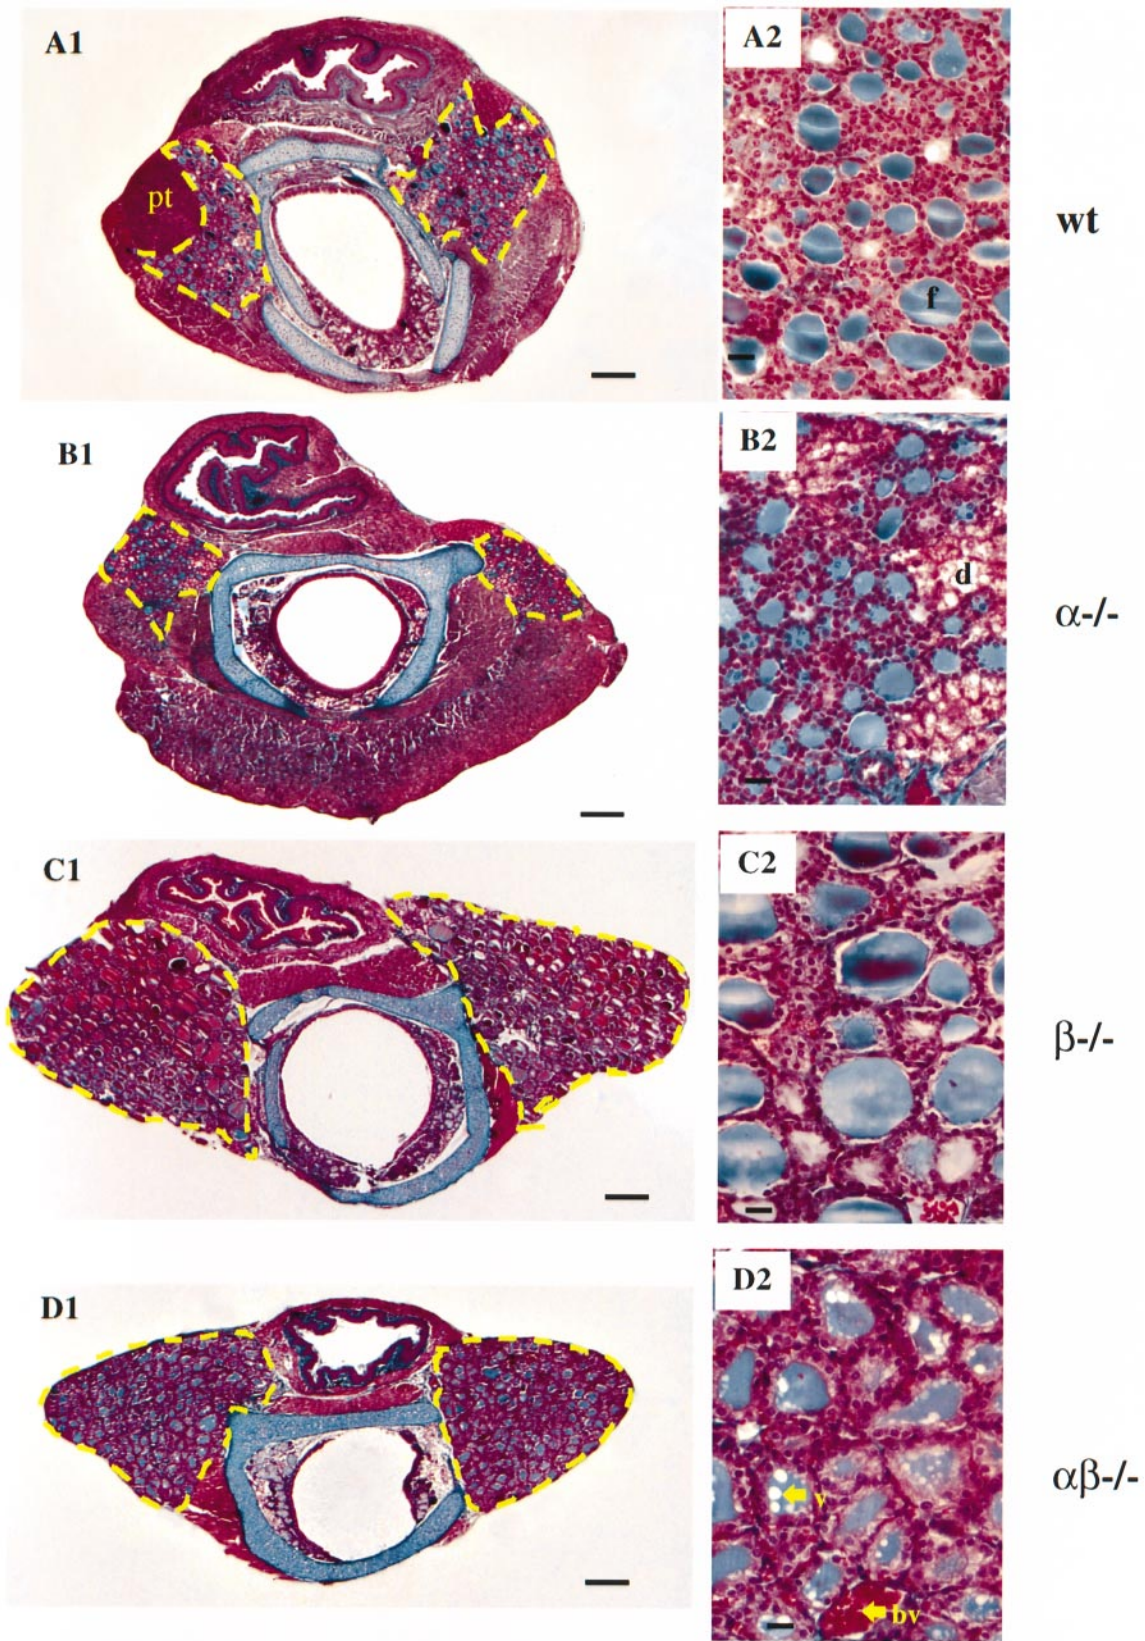 A1
A2
pt
f
wt
B1
B2
d
α-/-
C1
C2
β-/-
D1
D2
v
bv
αβ-/-